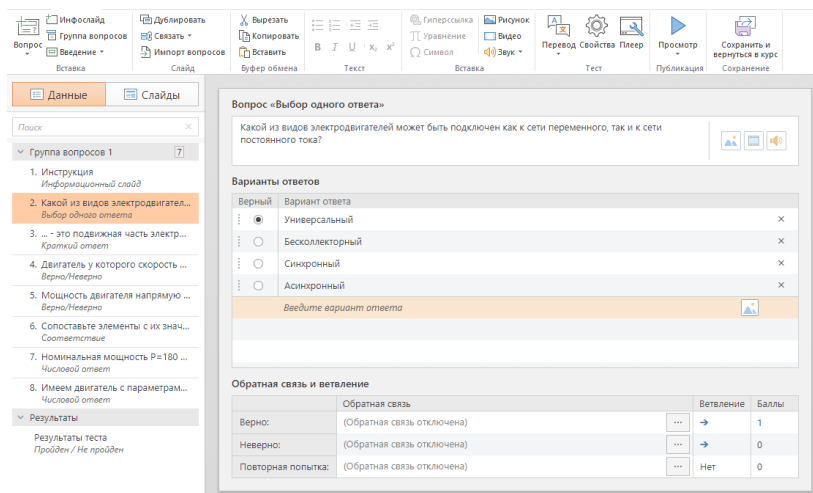 Вопрос
Инфослайд
Группа вопросов
Введение
Вставка
Дублировать
Связать
Импорт вопросов
Слайд
Вырезать
Копировать
Вставить
Буфер обмена
B I U x₂ x²
Текст
Гиперссылка
Уравнение
Символ
Рисунок
Видео
Звук
Вставка
Перевод Свойства Плеер
Тест
Просмотр
Публикация
Сохранить и
вернуться в курс
Сохранение
Данные
Слайды
Поиск
Группа вопросов 1 7
1. Инструкция
Информационный слайд
2. Какой из видов электродвигател...
Выбор одного ответа
3. ... - это подвижная часть электр...
Краткий ответ
4. Двигатель у которого скорость ...
Верно/Неверно
5. Мощность двигателя напрямую ...
Верно/Неверно
6. Сопоставьте элементы с их знач...
Соответствие
7. Номинальная мощность P=180 ...
Числовой ответ
8. Имеем двигатель с параметрам...
Числовой ответ
Результаты
Результаты теста
Пройден / Не пройден
Вопрос «Выбор одного ответа»
Какой из видов электродвигателей может быть подключен как к сети переменного, так и к сети
постоянного тока?
Варианты ответов
Верный Вариант ответа
Универсальный
Бесколлекторный
Синхронный
Асинхронный
Введите вариант ответа
Обратная связь и ветвление
Обратная связь Ветвление Баллы
Верно: (Обратная связь отключена) ... 1
Неверно: (Обратная связь отключена) ... 0
Повторная попытка: (Обратная связь отключена) ... Нет 0